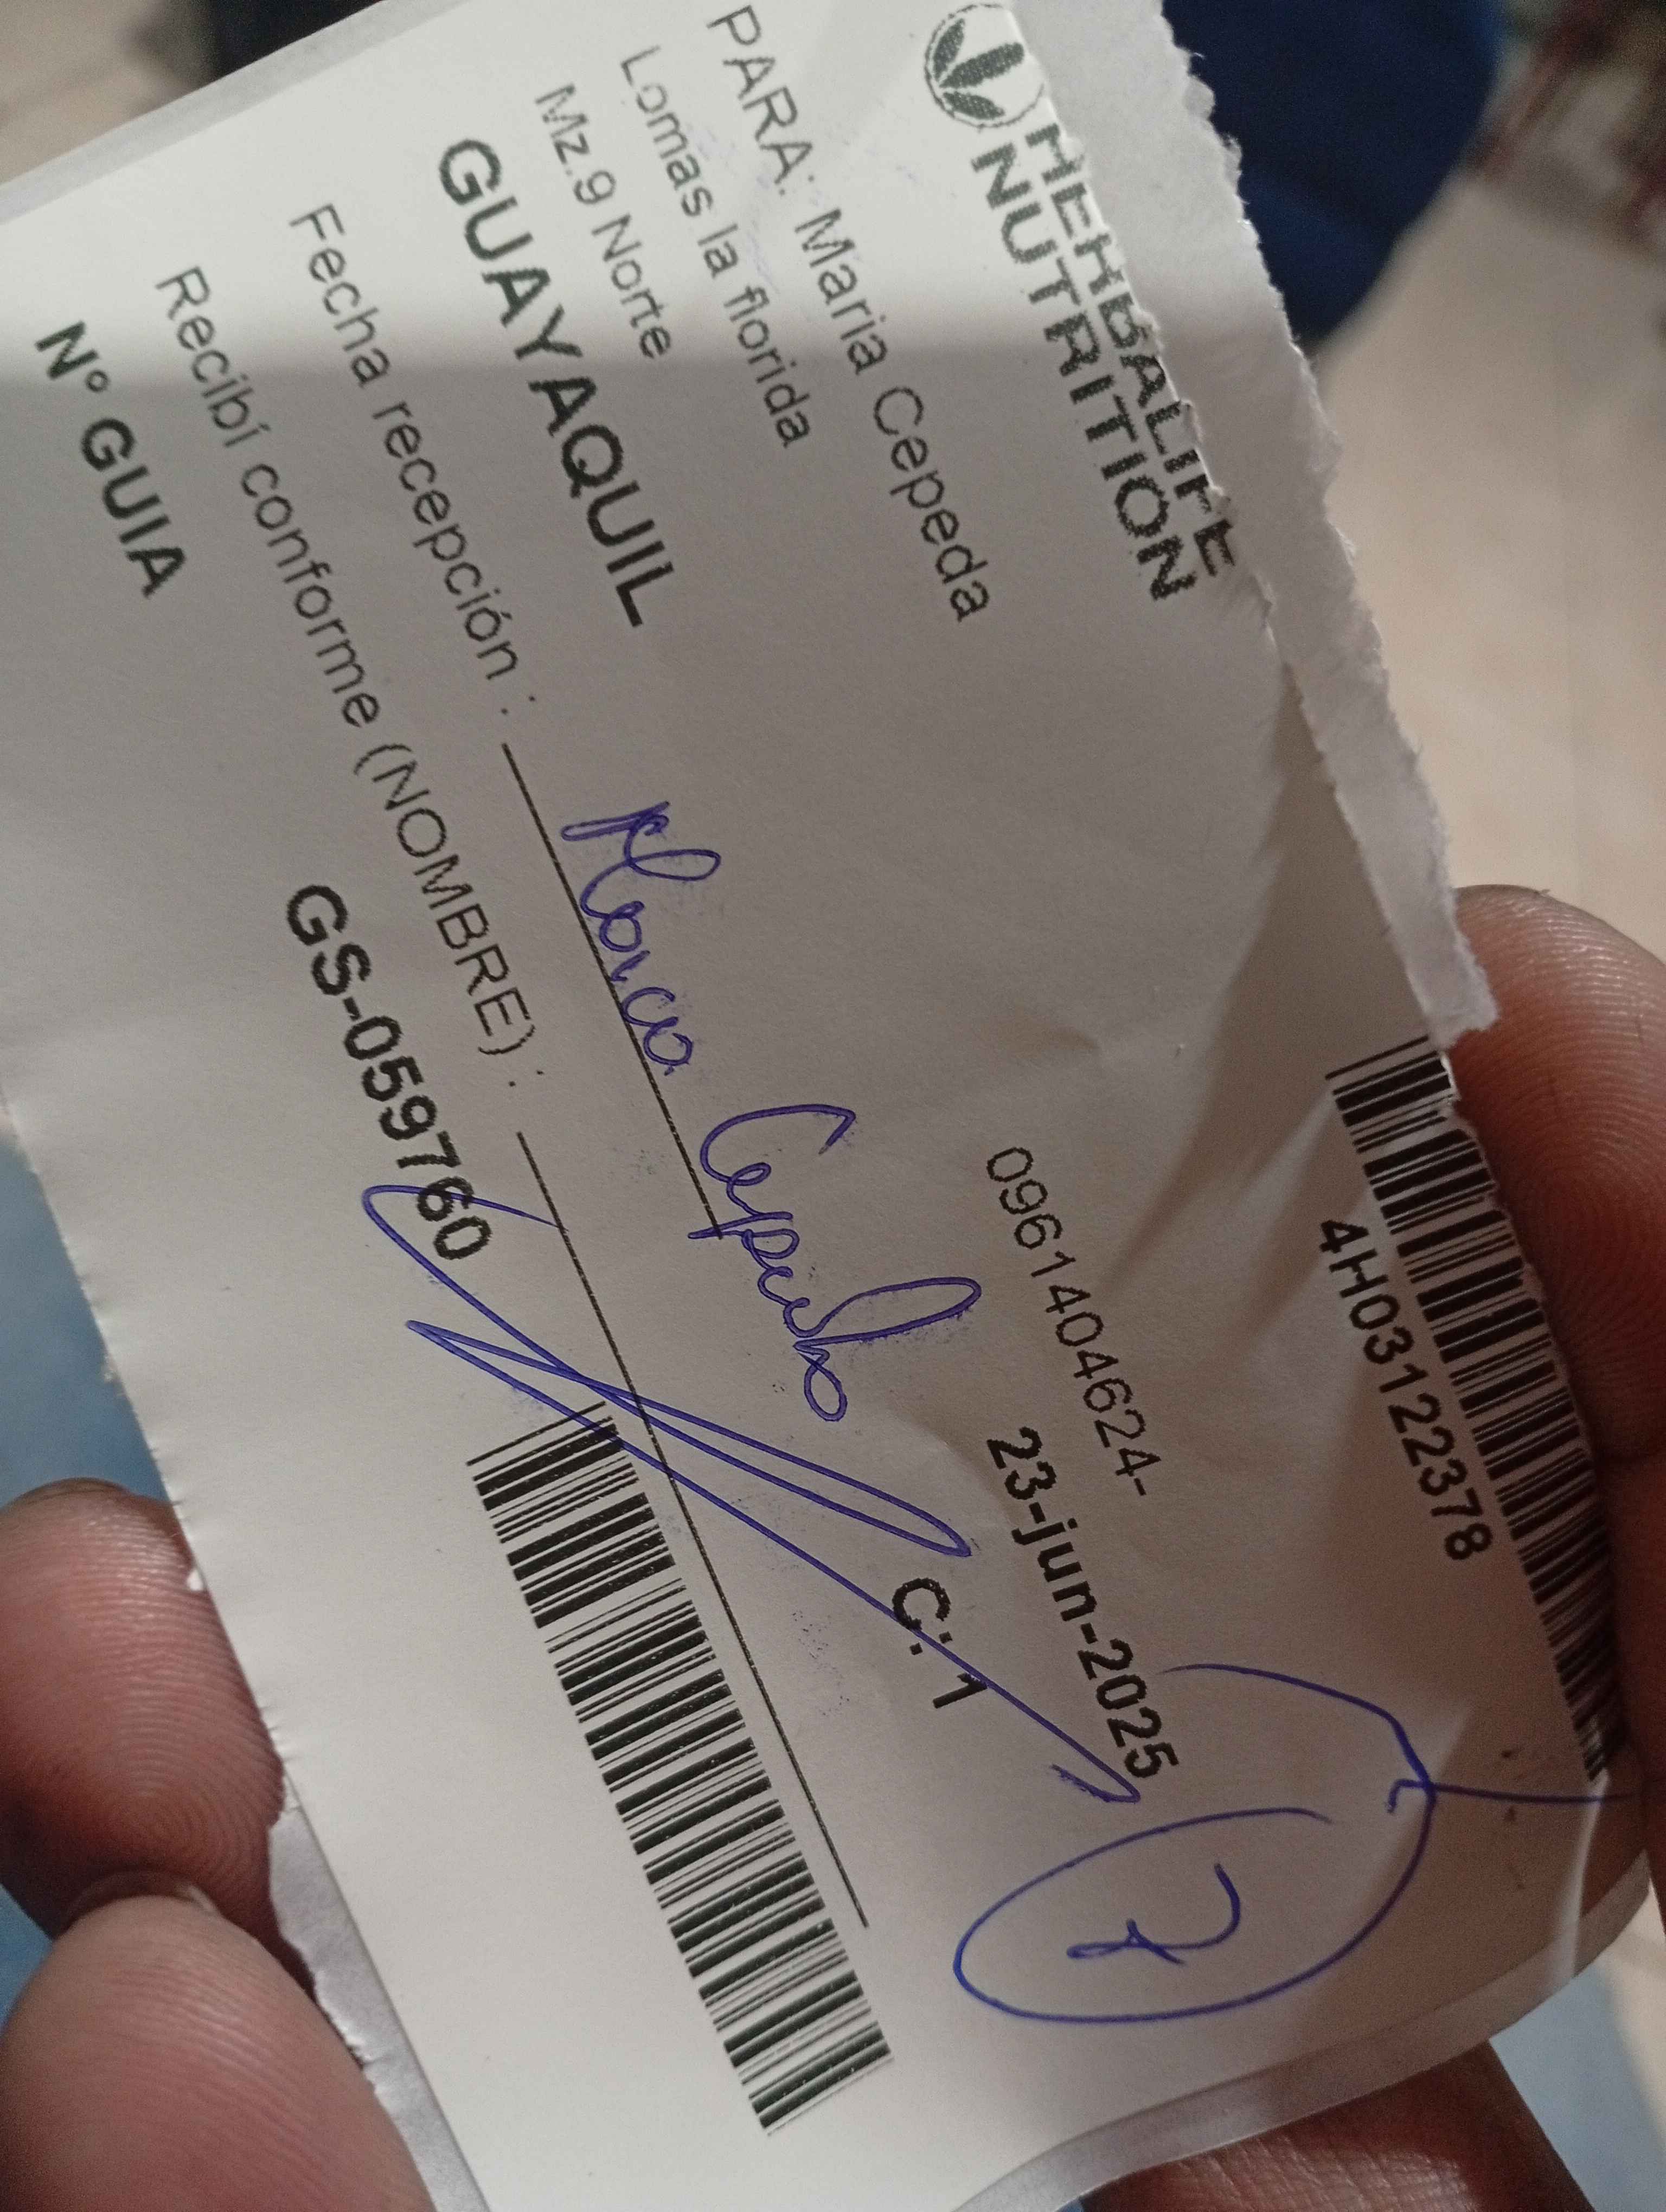 HERBALIFE
NUTRITION
4H03122378
PARA: Maria Cepeda
0961404624-
Lomas la florida
23-jun-2025
Mz.9 Norte
GUAYAQUIL
C: 1
Fecha recepción :
Cepeda
Recibí conforme (NOMBRE) :
Nº GUIA
GS-059760